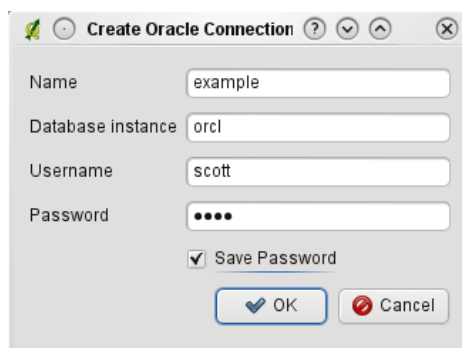 Create Oracle Connection
Name example
Database instance orcl
Username scott
Password ••••
Save Password
OK Cancel